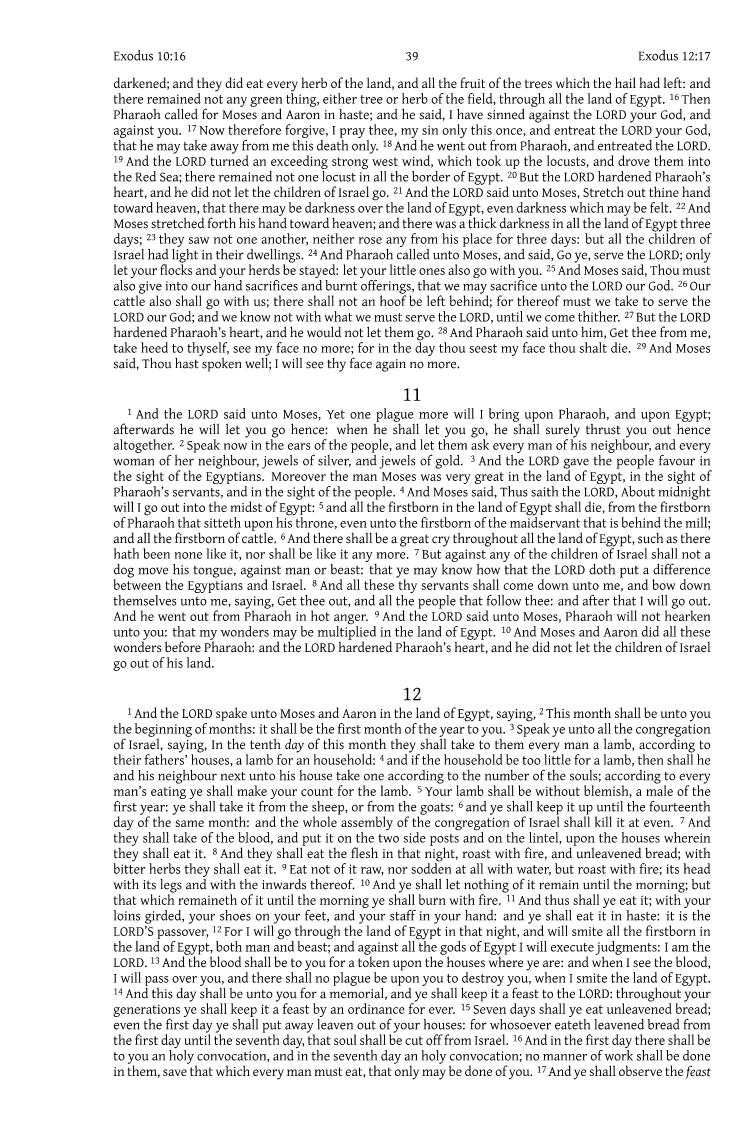 Exodus 10:16 39 Exodus 12:17
darkened; and they did eat every herb of the land, and all the fruit of the trees which the hail had left: and
there remained not any green thing, either tree or herb of the field, through all the land of Egypt. 16 Then
Pharaoh called for Moses and Aaron in haste; and he said, I have sinned against the LORD your God, and
against you. 17 Now therefore forgive, I pray thee, my sin only this once, and entreat the LORD your God,
that he may take away from me this death only. 18 And he went out from Pharaoh, and entreated the LORD.
19 And the LORD turned an exceeding strong west wind, which took up the locusts, and drove them into
the Red Sea; there remained not one locust in all the border of Egypt. 20 But the LORD hardened Pharaoh's
heart, and he did not let the children of Israel go. 21 And the LORD said unto Moses, Stretch out thine hand
toward heaven, that there may be darkness over the land of Egypt, even darkness which may be felt. 22 And
Moses stretched forth his hand toward heaven; and there was a thick darkness in all the land of Egypt three
days; 23 they saw not one another, neither rose any from his place for three days: but all the children of
Israel had light in their dwellings. 24 And Pharaoh called unto Moses, and said, Go ye, serve the LORD; only
let your flocks and your herds be stayed: let your little ones also go with you. 25 And Moses said, Thou must
also give into our hand sacrifices and burnt offerings, that we may sacrifice unto the LORD our God. 26 Our
cattle also shall go with us; there shall not an hoof be left behind; for thereof must we take to serve the
LORD our God; and we know not with what we must serve the LORD, until we come thither. 27 But the LORD
hardened Pharaoh's heart, and he would not let them go. 28 And Pharaoh said unto him, Get thee from me,
take heed to thyself, see my face no more; for in the day thou seest my face thou shalt die. 29 And Moses
said, Thou hast spoken well; I will see thy face again no more.
11
1 And the LORD said unto Moses, Yet one plague more will I bring upon Pharaoh, and upon Egypt;
afterwards he will let you go hence: when he shall let you go, he shall surely thrust you out hence
altogether. 2 Speak now in the ears of the people, and let them ask every man of his neighbour, and every
woman of her neighbour, jewels of silver, and jewels of gold. 3 And the LORD gave the people favour in
the sight of the Egyptians. Moreover the man Moses was very great in the land of Egypt, in the sight of
Pharaoh's servants, and in the sight of the people. 4 And Moses said, Thus saith the LORD, About midnight
will I go out into the midst of Egypt: 5 and all the firstborn in the land of Egypt shall die, from the firstborn
of Pharaoh that sitteth upon his throne, even unto the firstborn of the maidservant that is behind the mill;
and all the firstborn of cattle. 6 And there shall be a great cry throughout all the land of Egypt, such as there
hath been none like it, nor shall be like it any more. 7 But against any of the children of Israel shall not a
dog move his tongue, against man or beast: that ye may know how that the LORD doth put a difference
between the Egyptians and Israel. 8 And all these thy servants shall come down unto me, and bow down
themselves unto me, saying, Get thee out, and all the people that follow thee: and after that I will go out.
And he went out from Pharaoh in hot anger. 9 And the LORD said unto Moses, Pharaoh will not hearken
unto you: that my wonders may be multiplied in the land of Egypt. 10 And Moses and Aaron did all these
wonders before Pharaoh: and the LORD hardened Pharaoh's heart, and he did not let the children of Israel
go out of his land.
12
1 And the LORD spake unto Moses and Aaron in the land of Egypt, saying, 2 This month shall be unto you
the beginning of months: it shall be the first month of the year to you. 3 Speak ye unto all the congregation
of Israel, saying, In the tenth day of this month they shall take to them every man a lamb, according to
their fathers' houses, a lamb for an household: 4 and if the household be too little for a lamb, then shall he
and his neighbour next unto his house take one according to the number of the souls; according to every
man's eating ye shall make your count for the lamb. 5 Your lamb shall be without blemish, a male of the
first year: ye shall take it from the sheep, or from the goats: 6 and ye shall keep it up until the fourteenth
day of the same month: and the whole assembly of the congregation of Israel shall kill it at even. 7 And
they shall take of the blood, and put it on the two side posts and on the lintel, upon the houses wherein
they shall eat it. 8 And they shall eat the flesh in that night, roast with fire, and unleavened bread; with
bitter herbs they shall eat it. 9 Eat not of it raw, nor sodden at all with water, but roast with fire; its head
with its legs and with the inwards thereof. 10 And ye shall let nothing of it remain until the morning; but
that which remaineth of it until the morning ye shall burn with fire. 11 And thus shall ye eat it; with your
loins girded, your shoes on your feet, and your staff in your hand: and ye shall eat it in haste: it is the
LORD'S passover, 12 For I will go through the land of Egypt in that night, and will smite all the firstborn in
the land of Egypt, both man and beast; and against all the gods of Egypt I will execute judgments: I am the
LORD. 13 And the blood shall be to you for a token upon the houses where ye are: and when I see the blood,
I will pass over you, and there shall no plague be upon you to destroy you, when I smite the land of Egypt.
14 And this day shall be unto you for a memorial, and ye shall keep it a feast to the LORD: throughout your
generations ye shall keep it a feast by an ordinance for ever. 15 Seven days shall ye eat unleavened bread;
even the first day ye shall put away leaven out of your houses: for whosoever eateth leavened bread from
the first day until the seventh day, that soul shall be cut off from Israel. 16 And in the first day there shall be
to you an holy convocation, and in the seventh day an holy convocation; no manner of work shall be done
in them, save that which every man must eat, that only may be done of you. 17 And ye shall observe the feast